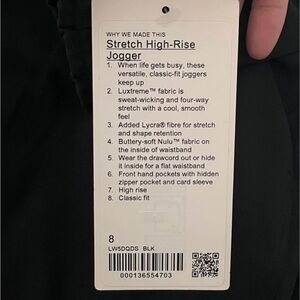 WHY WE MADE THIS
Stretch High-Rise
Jogger
1. When life gets busy, these
versatile, classic-fit joggers
keep up
2. Luxtreme™ fabric is
sweat-wicking and four-way
stretch with a cool, smooth
feel
3. Added Lycra® fibre for stretch
and shape retention
4. Buttery-soft Nulu™ fabric on
the inside of waistband
5. Wear the drawcord out or hide
it inside for a flat waistband
6. Front hand pockets with hidden
zipper pocket and card sleeve
7. High rise
8. Classic fit
8
LW5DQDS BLK
000136554703